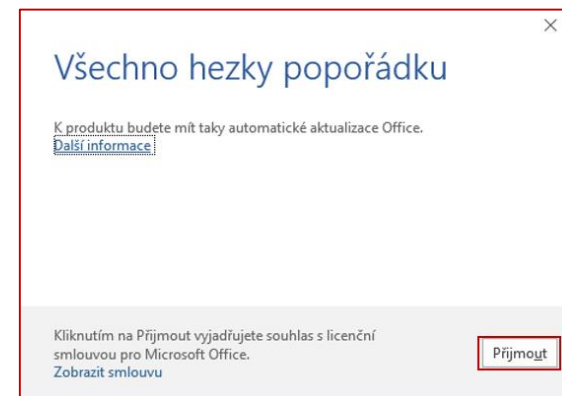 Všechno hezky popořádku
K produktu budete mít taky automatické aktualizace Office.
Další informace
Kliknutím na Přijmout vyjadřujete souhlas s licenční
smlouvou pro Microsoft Office.
Zobrazit smlouvu
Přijmout